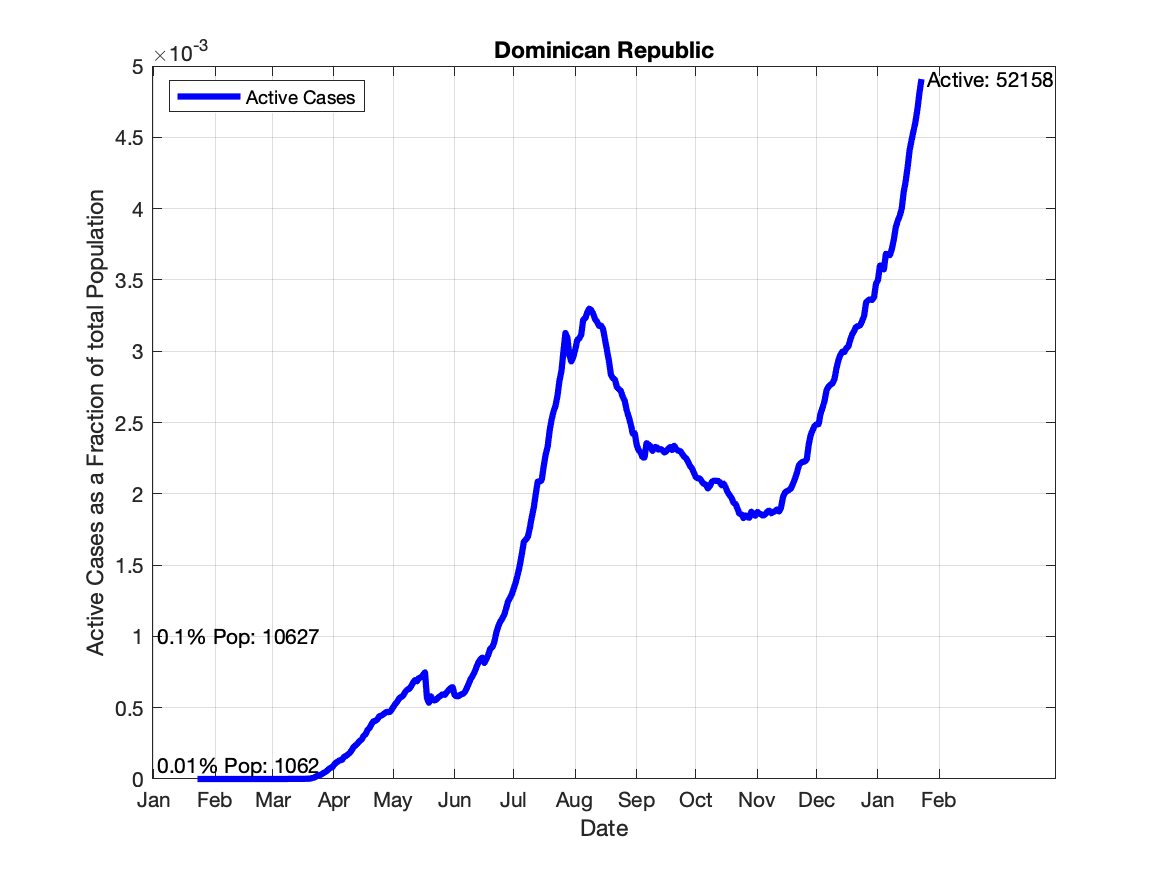 Dominican Republic
×10-3
5
4.5
4
3.5
3
2.5
2
1.5
1
0.5
0
Active Cases as a Fraction of total Population
Active Cases
Active: 52158
0.1% Pop: 10627
0.01% Pop: 1062
Jan Feb Mar Apr May Jun Jul Aug Sep Oct Nov Dec Jan Feb
Date